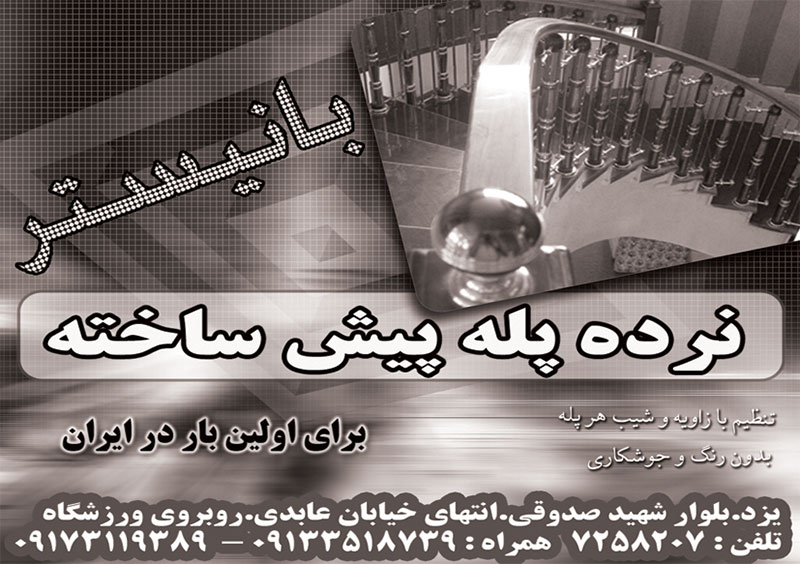 بانیستر
نرده پله پیش ساخته
تنظیم با زاویه و شیب هر پله
بدون رنگ و جوشکاری
برای اولین بار در ایران
یزد.بلوار شهید صدوقی.انتهای خیابان عابدی.روبروی ورزشگاه
تلفن : ۷۲۵۸۲۰۷ همراه : ۰۹۱۳۳۵۱۸۷۳۹ – ۰۹۱۷۳۱۱۹۳۸۹